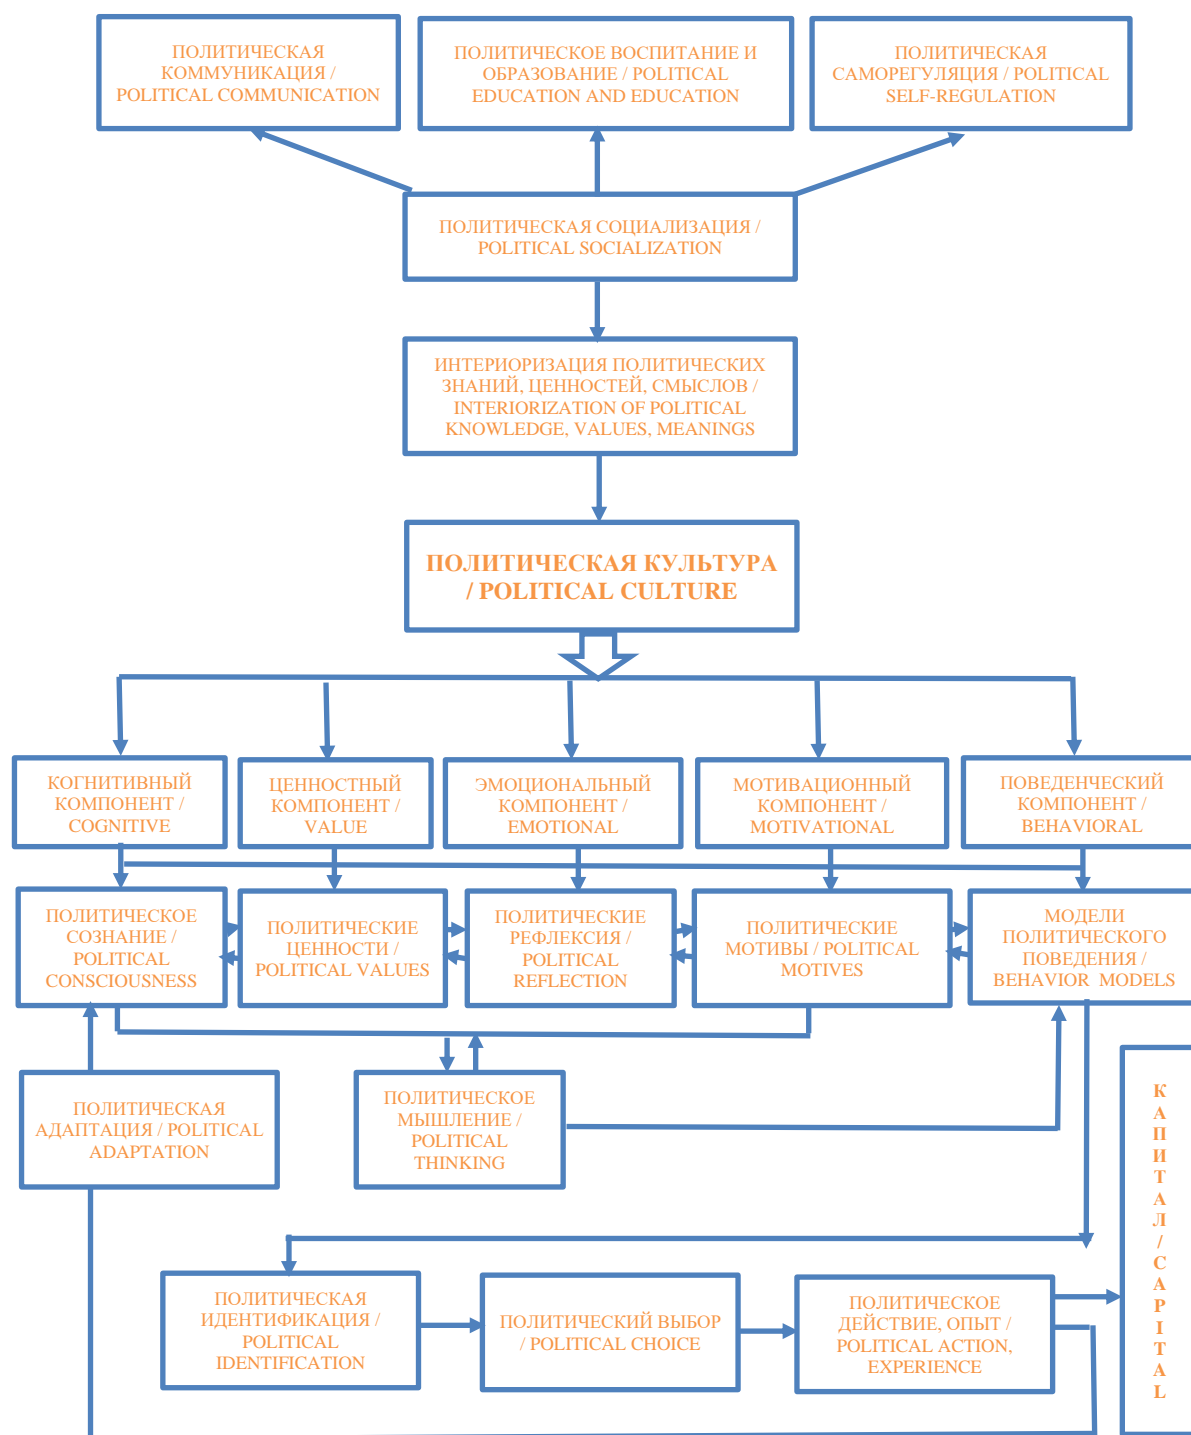 ПОЛИТИЧЕСКАЯ
КОММУНИКАЦИЯ /
POLITICAL COMMUNICATION
ПОЛИТИЧЕСКОЕ ВОСПИТАНИЕ И
ОБРАЗОВАНИЕ / POLITICAL
EDUCATION AND EDUCATION
ПОЛИТИЧЕСКАЯ
САМОРЕГУЛЯЦИЯ / POLITICAL
SELF-REGULATION
ПОЛИТИЧЕСКАЯ СОЦИАЛИЗАЦИЯ /
POLITICAL SOCIALIZATION
ИНТЕРИОРИЗАЦИЯ ПОЛИТИЧЕСКИХ
ЗНАНИЙ, ЦЕННОСТЕЙ, СМЫСЛОВ /
INTERIORIZATION OF POLITICAL
KNOWLEDGE, VALUES, MEANINGS
ПОЛИТИЧЕСКАЯ КУЛЬТУРА
/ POLITICAL CULTURE
КОГНИТИВНЫЙ
КОМПОНЕНТ /
COGNITIVE
ЦЕННОСТНЫЙ
КОМПОНЕНТ /
VALUE
ЭМОЦИОНАЛЬНЫЙ
КОМПОНЕНТ /
EMOTIONAL
МОТИВАЦИОННЫЙ
КОМПОНЕНТ /
MOTIVATIONAL
ПОВЕДЕНЧЕСКИЙ
КОМПОНЕНТ /
BEHAVIORAL
ПОЛИТИЧЕСКОЕ
СОЗНАНИЕ /
POLITICAL
CONSCIOUSNESS
ПОЛИТИЧЕСКИЕ
ЦЕННОСТИ /
POLITICAL VALUES
ПОЛИТИЧЕСКИЕ
РЕФЛЕКСИЯ /
POLITICAL
REFLECTION
ПОЛИТИЧЕСКИЕ
МОТИВЫ / POLITICAL
MOTIVES
МОДЕЛИ
ПОЛИТИЧЕСКОГО
ПОВЕДЕНИЯ /
BEHAVIOR MODELS
ПОЛИТИЧЕСКАЯ
АДАПТАЦИЯ / POLITICAL
ADAPTATION
ПОЛИТИЧЕСКОЕ
МЫШЛЕНИЕ /
POLITICAL
THINKING
К
А
П
И
Т
А
Л
/
C
A
P
I
T
A
L
ПОЛИТИЧЕСКАЯ
ИДЕНТИФИКАЦИЯ /
POLITICAL
IDENTIFICATION
ПОЛИТИЧЕСКИЙ ВЫБОР
/ POLITICAL CHOICE
ПОЛИТИЧЕСКОЕ
ДЕЙСТВИЕ, ОПЫТ /
POLITICAL ACTION,
EXPERIENCE